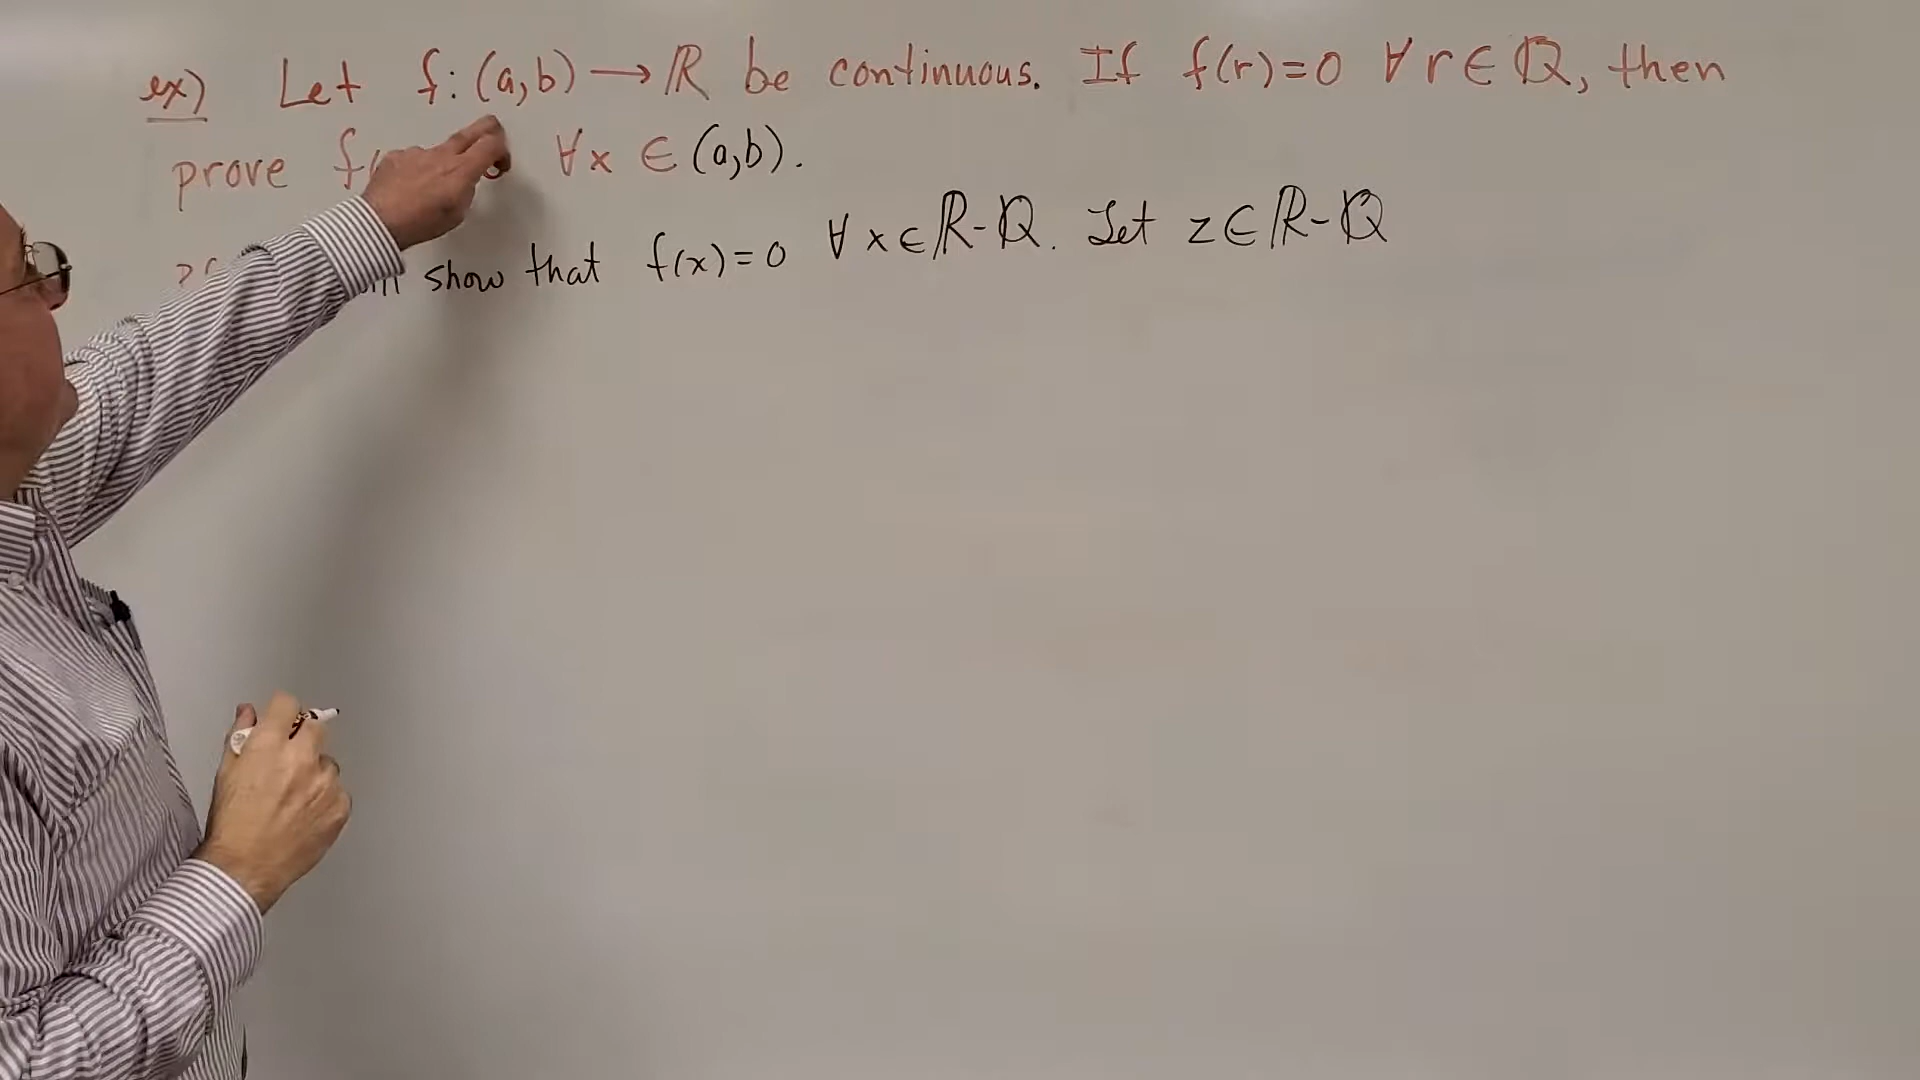 ex) Let f: (a,b) → ℝ be continuous. If f(r)=0 ∀ r ∈ ℚ, then
prove ∀x ∈ (a,b).
show that f(x)=0 ∀ x ∈ ℝ-ℚ. Let z ∈ ℝ-ℚ